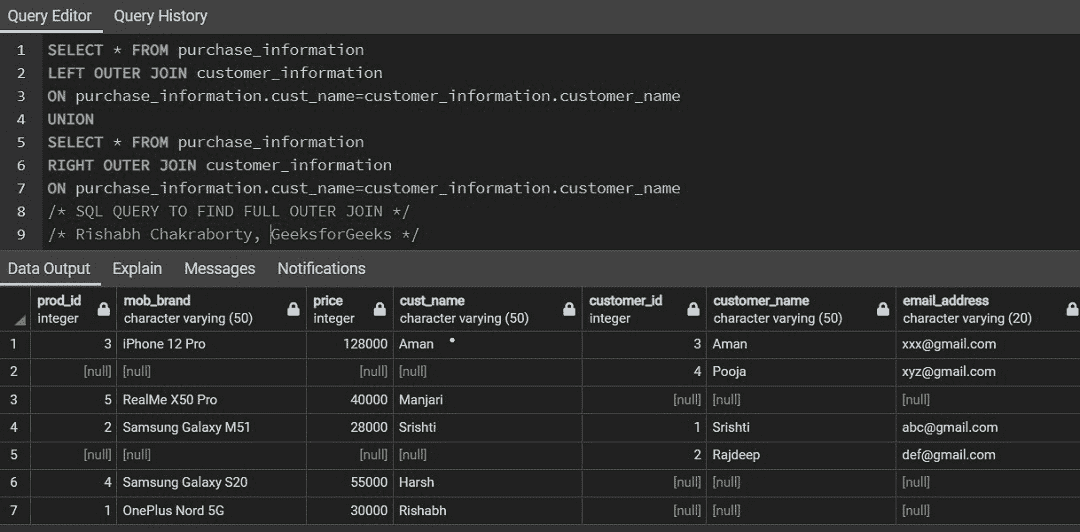 Query Editor Query History
1 SELECT * FROM purchase_information
2 LEFT OUTER JOIN customer_information
3 ON purchase_information.cust_name=customer_information.customer_name
4 UNION
5 SELECT * FROM purchase_information
6 RIGHT OUTER JOIN customer_information
7 ON purchase_information.cust_name=customer_information.customer_name
8 /* SQL QUERY TO FIND FULL OUTER JOIN */
9 /* Rishabh Chakraborty, GeeksforGeeks */
Data Output Explain Messages Notifications
prod_id mob_brand price cust_name customer_id customer_name email_address
integer character varying (50) integer character varying (50) integer character varying (50) character varying (20)
1 3 iPhone 12 Pro 128000 Aman 3 Aman xxx@gmail.com
2 [null] [null] [null] [null] 4 Pooja xyz@gmail.com
3 5 RealMe X50 Pro 40000 Manjari [null] [null] [null]
4 2 Samsung Galaxy M51 28000 Srishti 1 Srishti abc@gmail.com
5 [null] [null] [null] [null] 2 Rajdeep def@gmail.com
6 4 Samsung Galaxy S20 55000 Harsh [null] [null] [null]
7 1 OnePlus Nord 5G 30000 Rishabh [null] [null] [null]